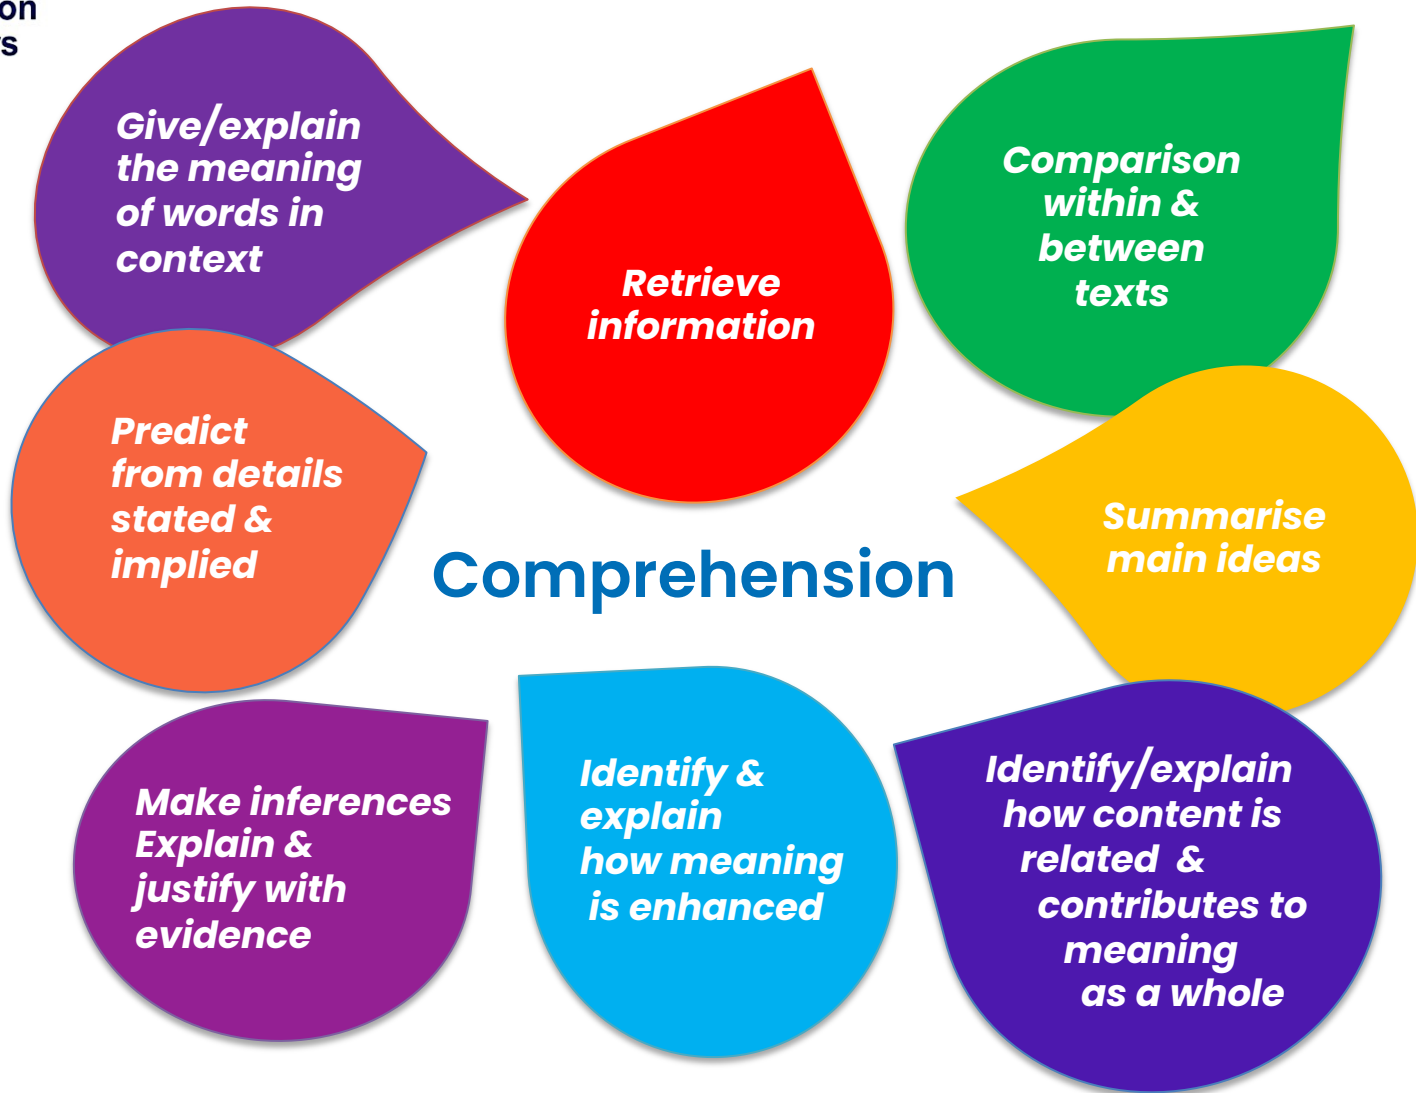 on
s
Give/explain
the meaning
of words in
context
Retrieve
information
Comparison
within &
between
texts
Predict
from details
stated &
implied
Comprehension
Summarise
main ideas
Make inferences
Explain &
justify with
evidence
Identify &
explain
how meaning
is enhanced
Identify/explain
how content is
related &
contributes to
meaning
as a whole